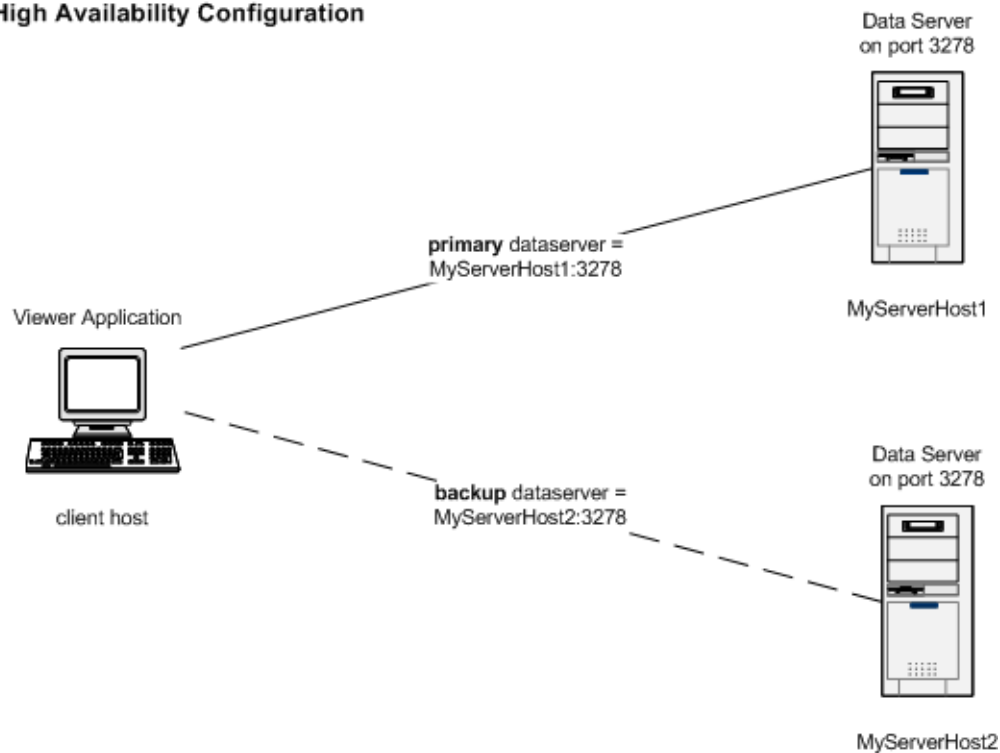 High Availability Configuration
Data Server
on port 3278
primary dataserver =
MyServerHost1:3278
MyServerHost1
Viewer Application
client host
backup dataserver =
MyServerHost2:3278
Data Server
on port 3278
MyServerHost2